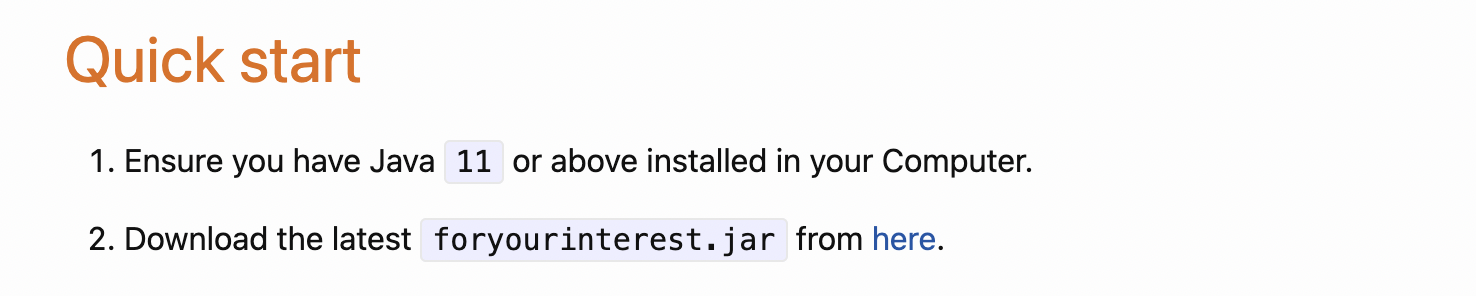 Quick start
1. Ensure you have Java 11 or above installed in your Computer.
2. Download the latest foryourinterest.jar from here.